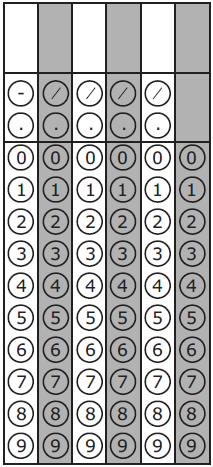 - / / / /
. . . . .
0 0 0 0 0 0
1 1 1 1 1 1
2 2 2 2 2 2
3 3 3 3 3 3
4 4 4 4 4 4
5 5 5 5 5 5
6 6 6 6 6 6
7 7 7 7 7 7
8 8 8 8 8 8
9 9 9 9 9 9